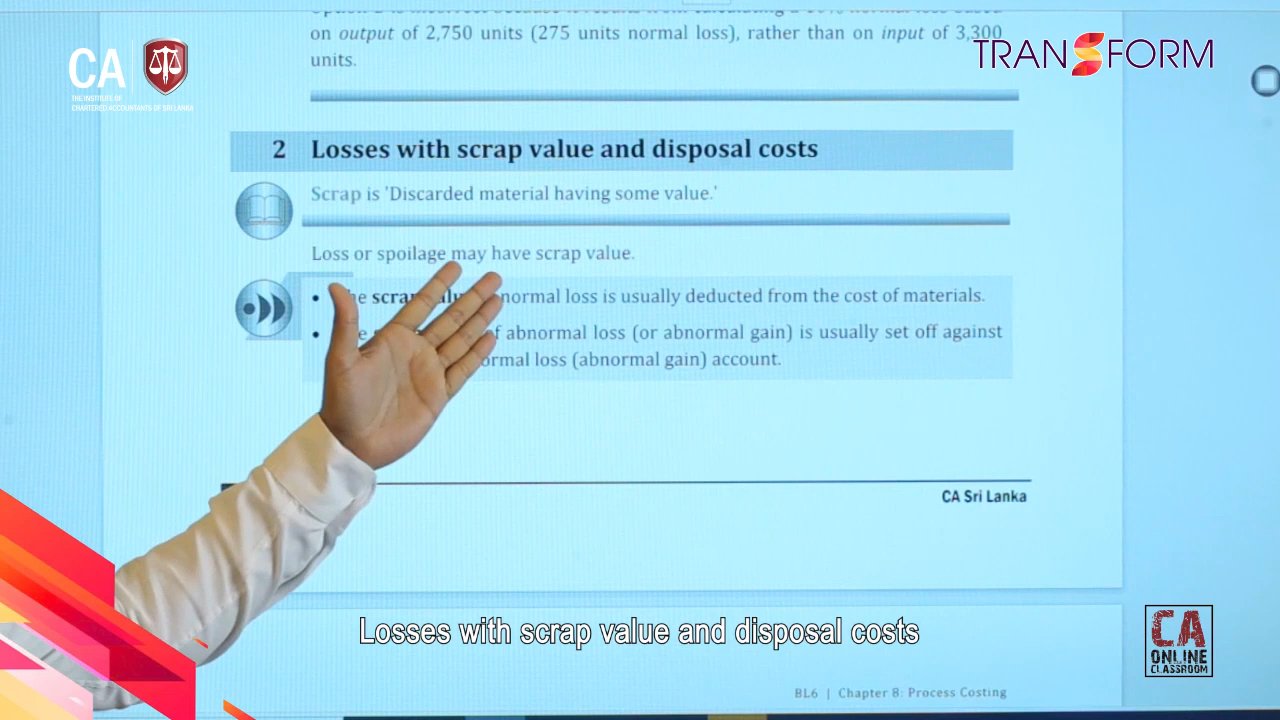 on output of 2,750 units (275 units normal loss), rather than on input of 3,300
units.
CA
THE INSTITUTE OF
CHARTERED ACCOUNTANTS OF SRI LANKA
TRANSFORM
2 Losses with scrap value and disposal costs
Scrap is 'Discarded material having some value.'
Loss or spoilage may have scrap value.
• scrap normal loss is usually deducted from the cost of materials.
• abnormal loss (or abnormal gain) is usually set off against
loss (abnormal gain) account.
CA Sri Lanka
Losses with scrap value and disposal costs
CA
ONLINE
CLASSROOM
BL6 | Chapter 8: Process Costing